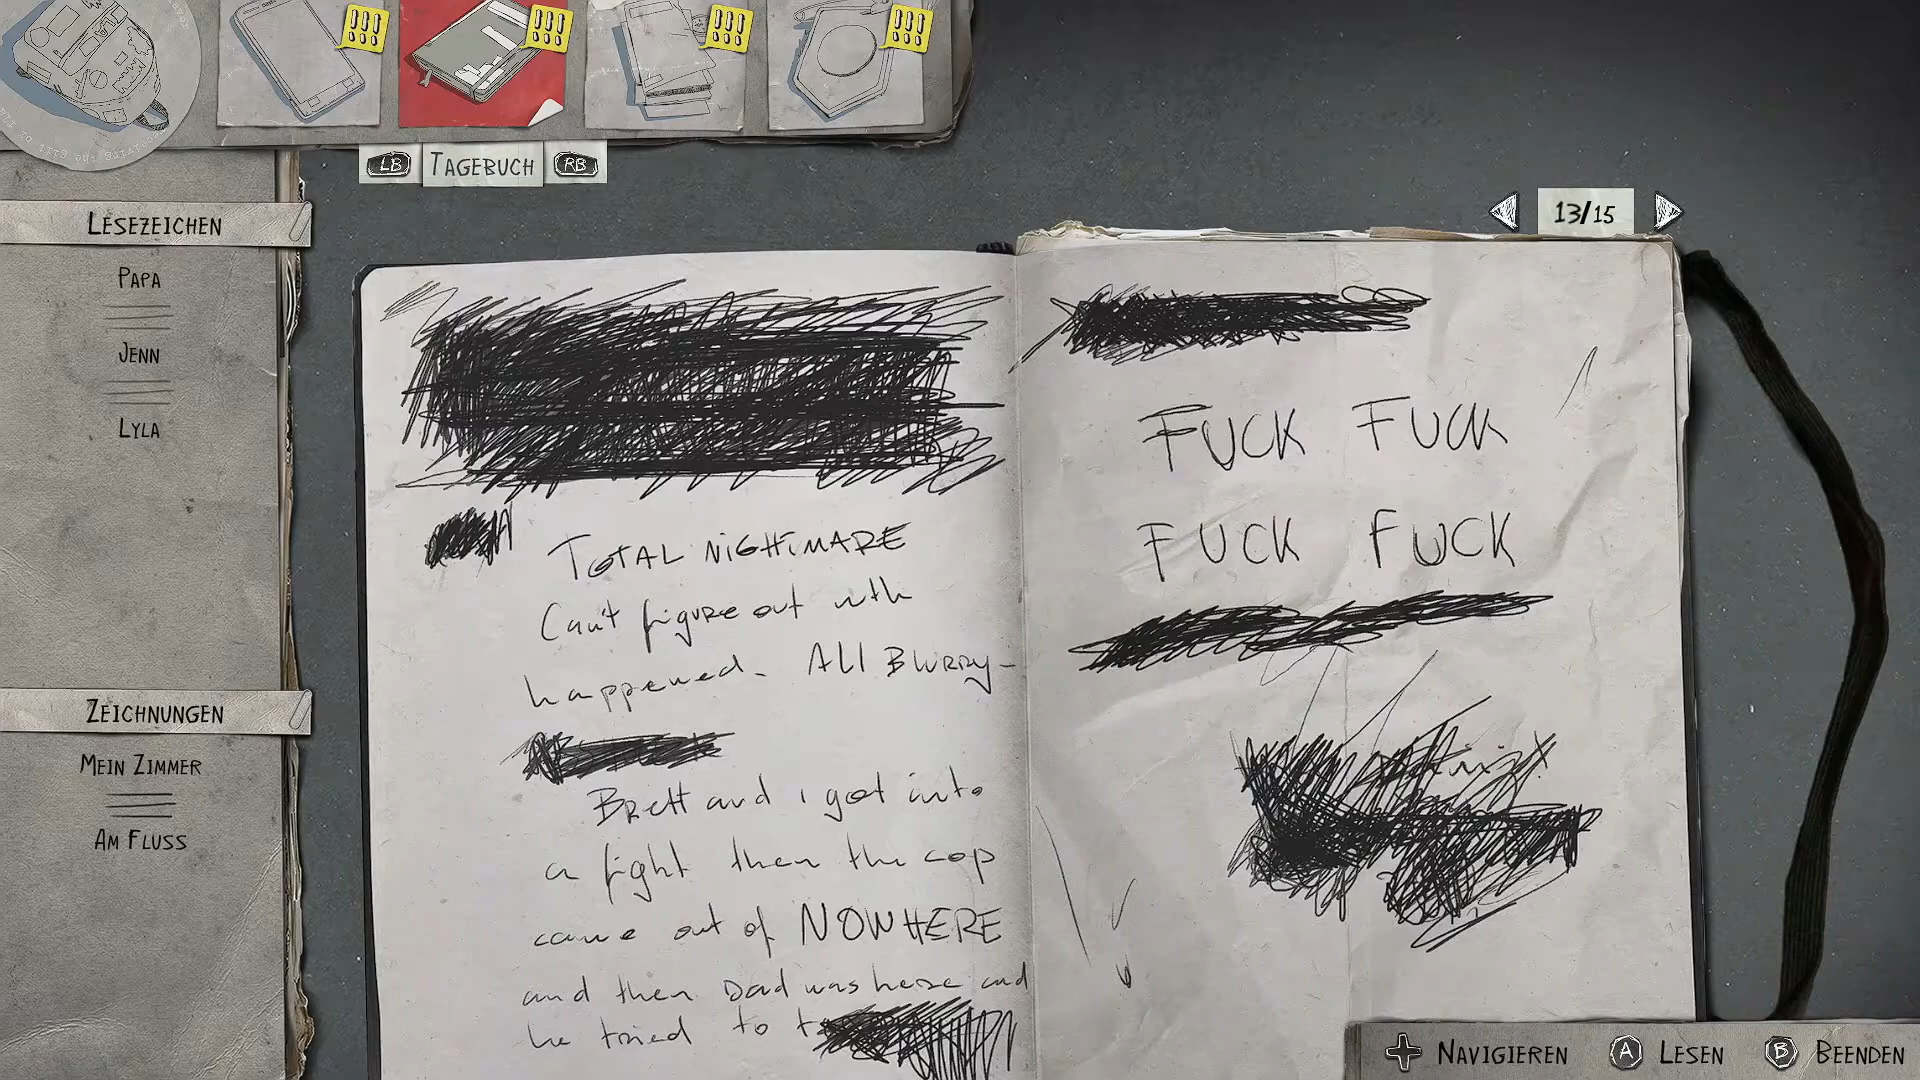 LB TAGEBUCH RB
LESEZEICHEN
PAPA
JENN
LYLA
ZEICHNUNGEN
MEIN ZIMMER
AM FLUSS
13/15
TOTAL NIGHTMARE
Can't figure out wth
happened. All Blurry-
Brett and i got into
a fight then the cop
came out of NOWHERE
and then Dad was here and
he tried to
FUCK FUCK
FUCK FUCK
NAVIGIEREN A LESEN B BEENDEN